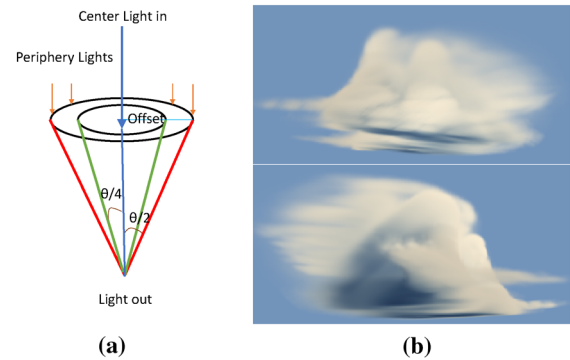 Center Light in
Periphery Lights
Offset
θ/4
θ/2
Light out
(a)
(b)